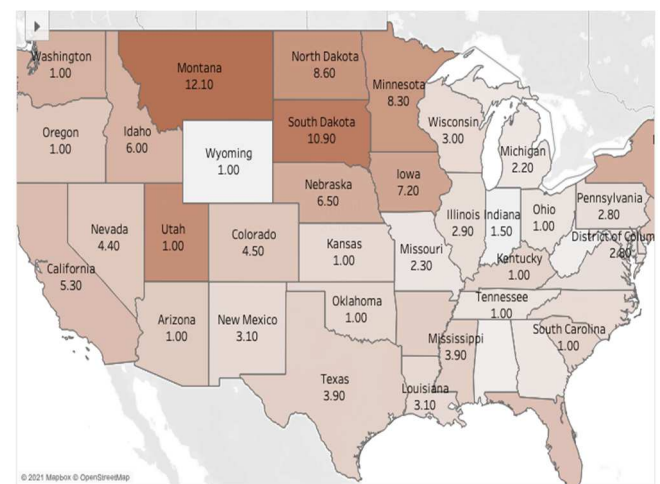 Washington
1.00
Montana
12.10
North Dakota
8.60
Minnesota
8.30
Oregon
1.00
Idaho
6.00
Wyoming
1.00
South Dakota
10.90
Wisconsin
3.00
Michigan
2.20
Nebraska
6.50
Iowa
7.20
Nevada
4.40
Utah
1.00
Colorado
4.50
Kansas
1.00
Missouri
2.30
Illinois
2.90
Indiana
1.50
Ohio
1.00
Pennsylvania
2.80
District of Colum
Kentucky
1.00
California
5.30
Arizona
1.00
New Mexico
3.10
Oklahoma
1.00
Tennessee
1.00
Mississippi
3.90
South Carolina
1.00
Texas
3.90
Louisiana
3.10
© 2021 Mapbox © OpenStreetMap